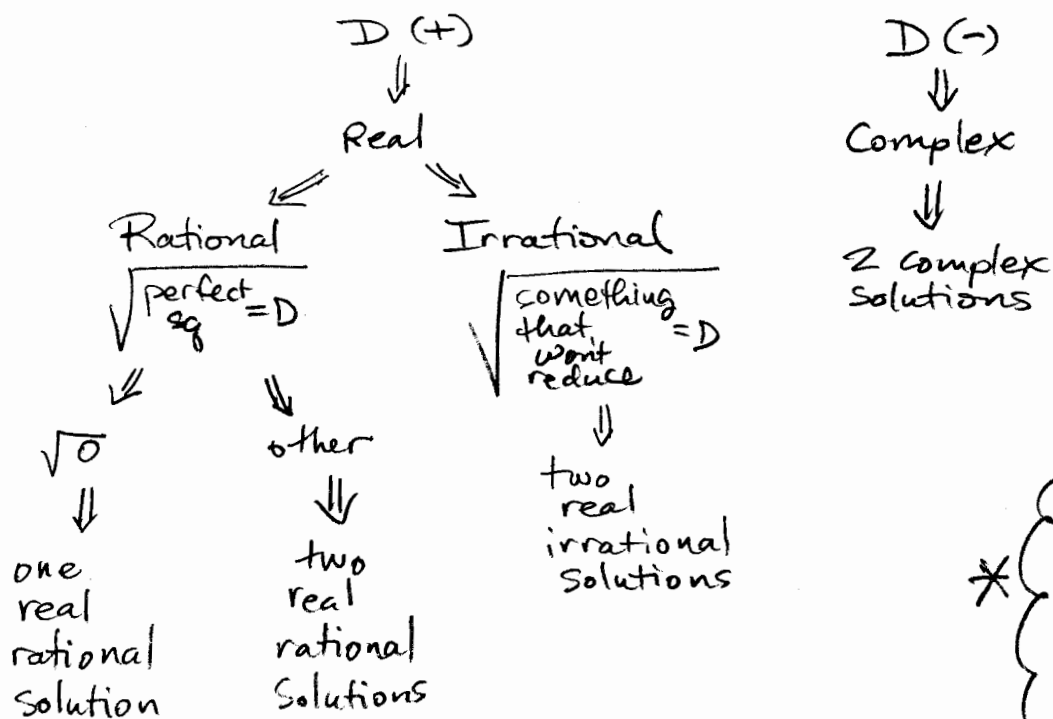 D (+)
Real
Rational
√perfect sq = D
√0
one
real
rational
solution
other
two
real
rational
solutions
Irrational
√something that won't reduce = D
two
real
irrational
solutions
D (-)
Complex
2 complex
solutions
*